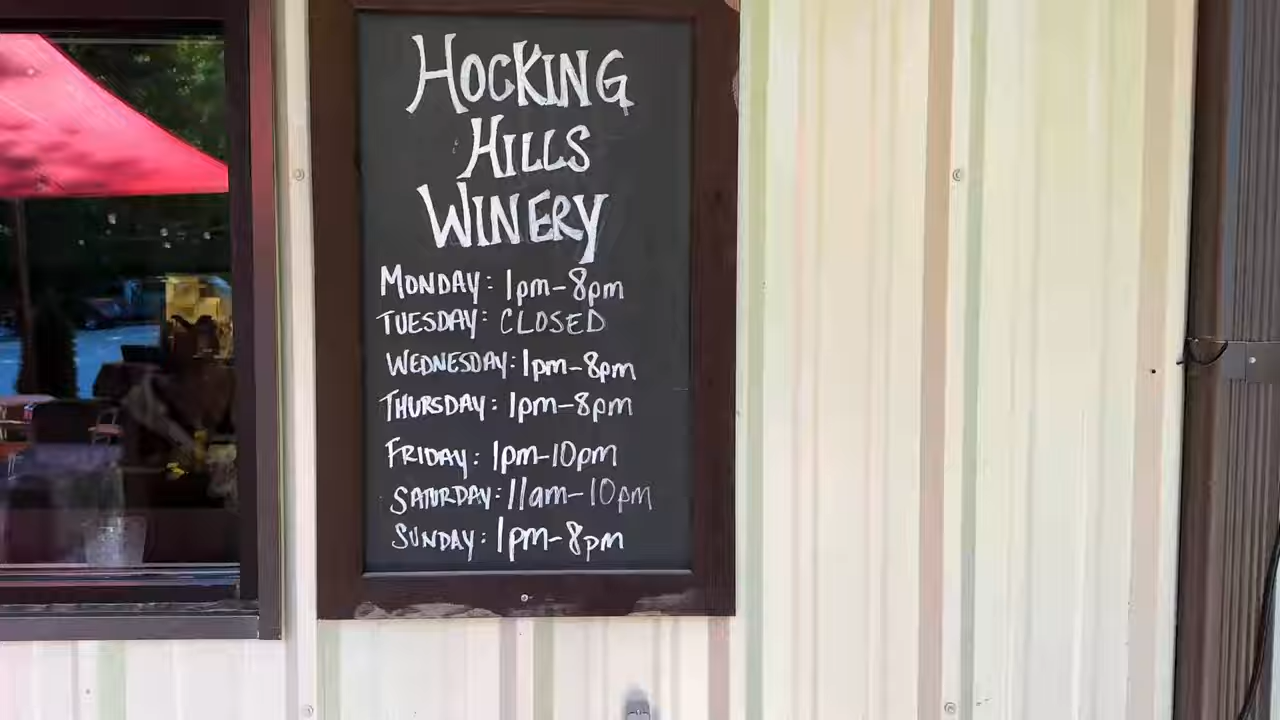 HOCKING
HILLS
WINERY
MONDAY: 1pm-8pm
TUESDAY: CLOSED
WEDNESDAY: 1pm-8pm
THURSDAY: 1pm-8pm
FRIDAY: 1pm-10pm
SATURDAY: 11am-10pm
SUNDAY: 1pm-8pm